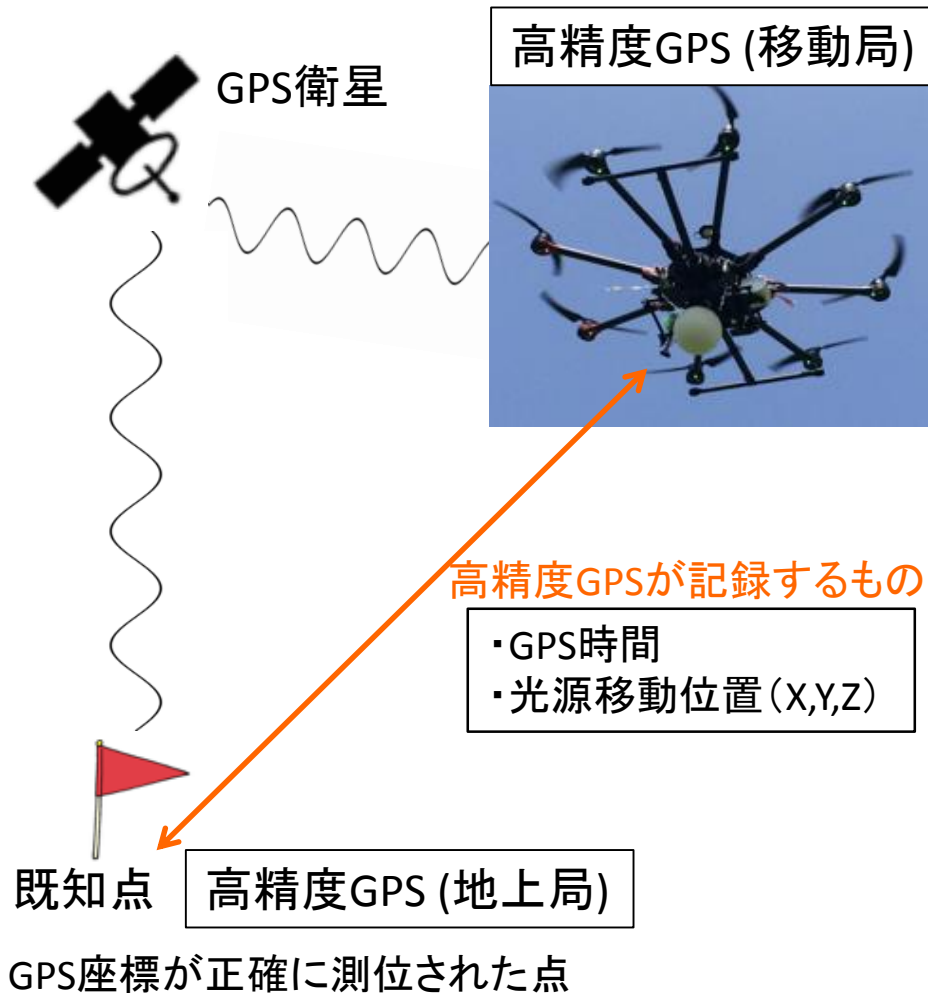 高精度GPS (移動局)
GPS衛星
高精度GPSが記録するもの
・GPS時間
・光源移動位置(X,Y,Z)
既知点
高精度GPS (地上局)
GPS座標が正確に測位された点